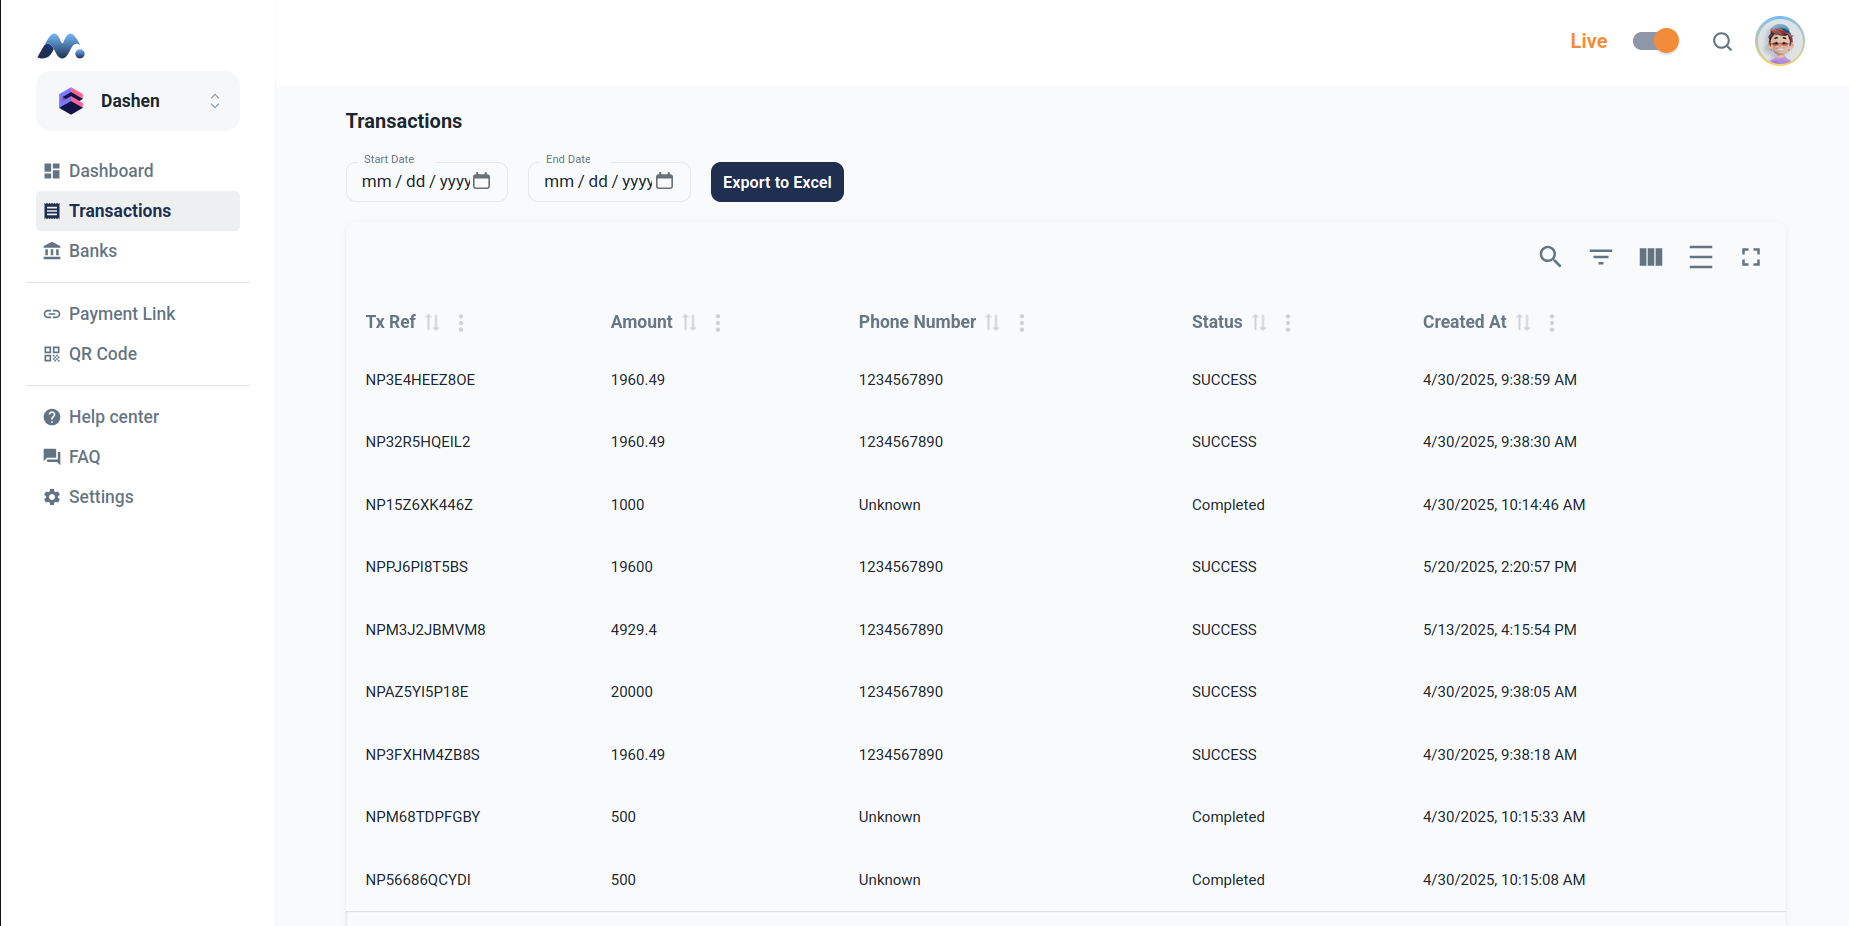 Live
Dashen
Dashboard
Transactions
Banks
Payment Link
QR Code
Help center
FAQ
Settings
Transactions
Start Date End Date
mm / dd / yyyy mm / dd / yyyy Export to Excel
Tx Ref Amount Phone Number Status Created At
NP3E4HEEZ8OE 1960.49 1234567890 SUCCESS 4/30/2025, 9:38:59 AM
NP32R5HQEIL2 1960.49 1234567890 SUCCESS 4/30/2025, 9:38:30 AM
NP15Z6XK446Z 1000 Unknown Completed 4/30/2025, 10:14:46 AM
NPPJ6PI8T5BS 19600 1234567890 SUCCESS 5/20/2025, 2:20:57 PM
NPM3J2JBMVM8 4929.4 1234567890 SUCCESS 5/13/2025, 4:15:54 PM
NPAZ5YI5P18E 20000 1234567890 SUCCESS 4/30/2025, 9:38:05 AM
NP3FXHM4ZB8S 1960.49 1234567890 SUCCESS 4/30/2025, 9:38:18 AM
NPM68TDPFGBY 500 Unknown Completed 4/30/2025, 10:15:33 AM
NP56686QCYDI 500 Unknown Completed 4/30/2025, 10:15:08 AM